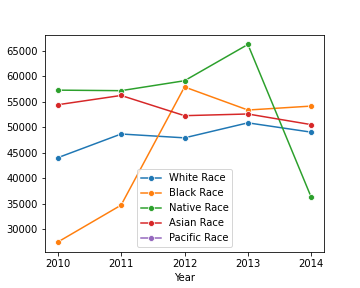 65000
60000
55000
50000
45000
40000
35000
30000
White Race
Black Race
Native Race
Asian Race
Pacific Race
2010 2011 2012 2013 2014
Year